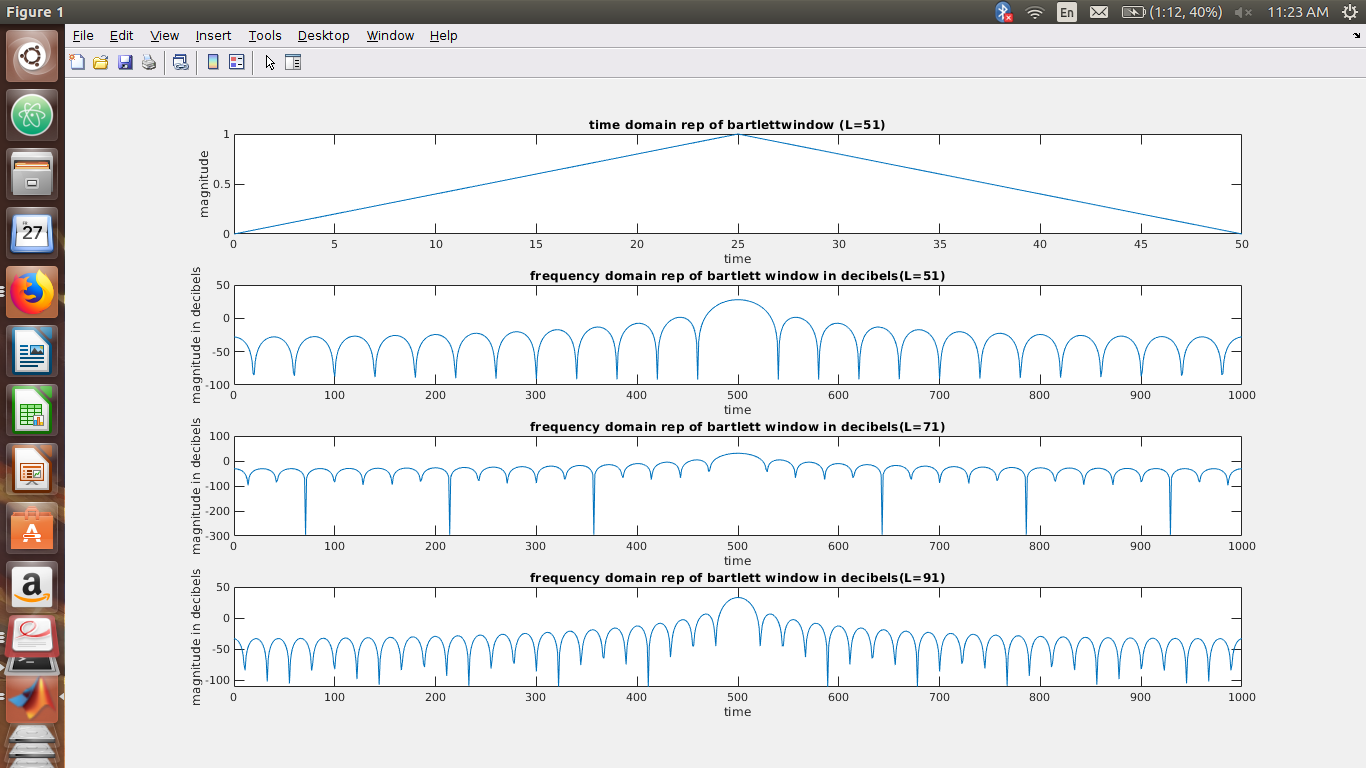 Figure 1
En
(1:12, 40%)
11:23 AM
File Edit View Insert Tools Desktop Window Help
27
time domain rep of bartlettwindow (L=51)
magnitude
1
0.5
0
0 5 10 15 20 25 30 35 40 45 50
time
frequency domain rep of bartlett window in decibels(L=51)
magnitude in decibels
50
0
-50
-100
0 100 200 300 400 500 600 700 800 900 1000
time
frequency domain rep of bartlett window in decibels(L=71)
magnitude in decibels
100
0
-100
-200
-300
0 100 200 300 400 500 600 700 800 900 1000
time
frequency domain rep of bartlett window in decibels(L=91)
magnitude in decibels
50
0
-50
-100
0 100 200 300 400 500 600 700 800 900 1000
time